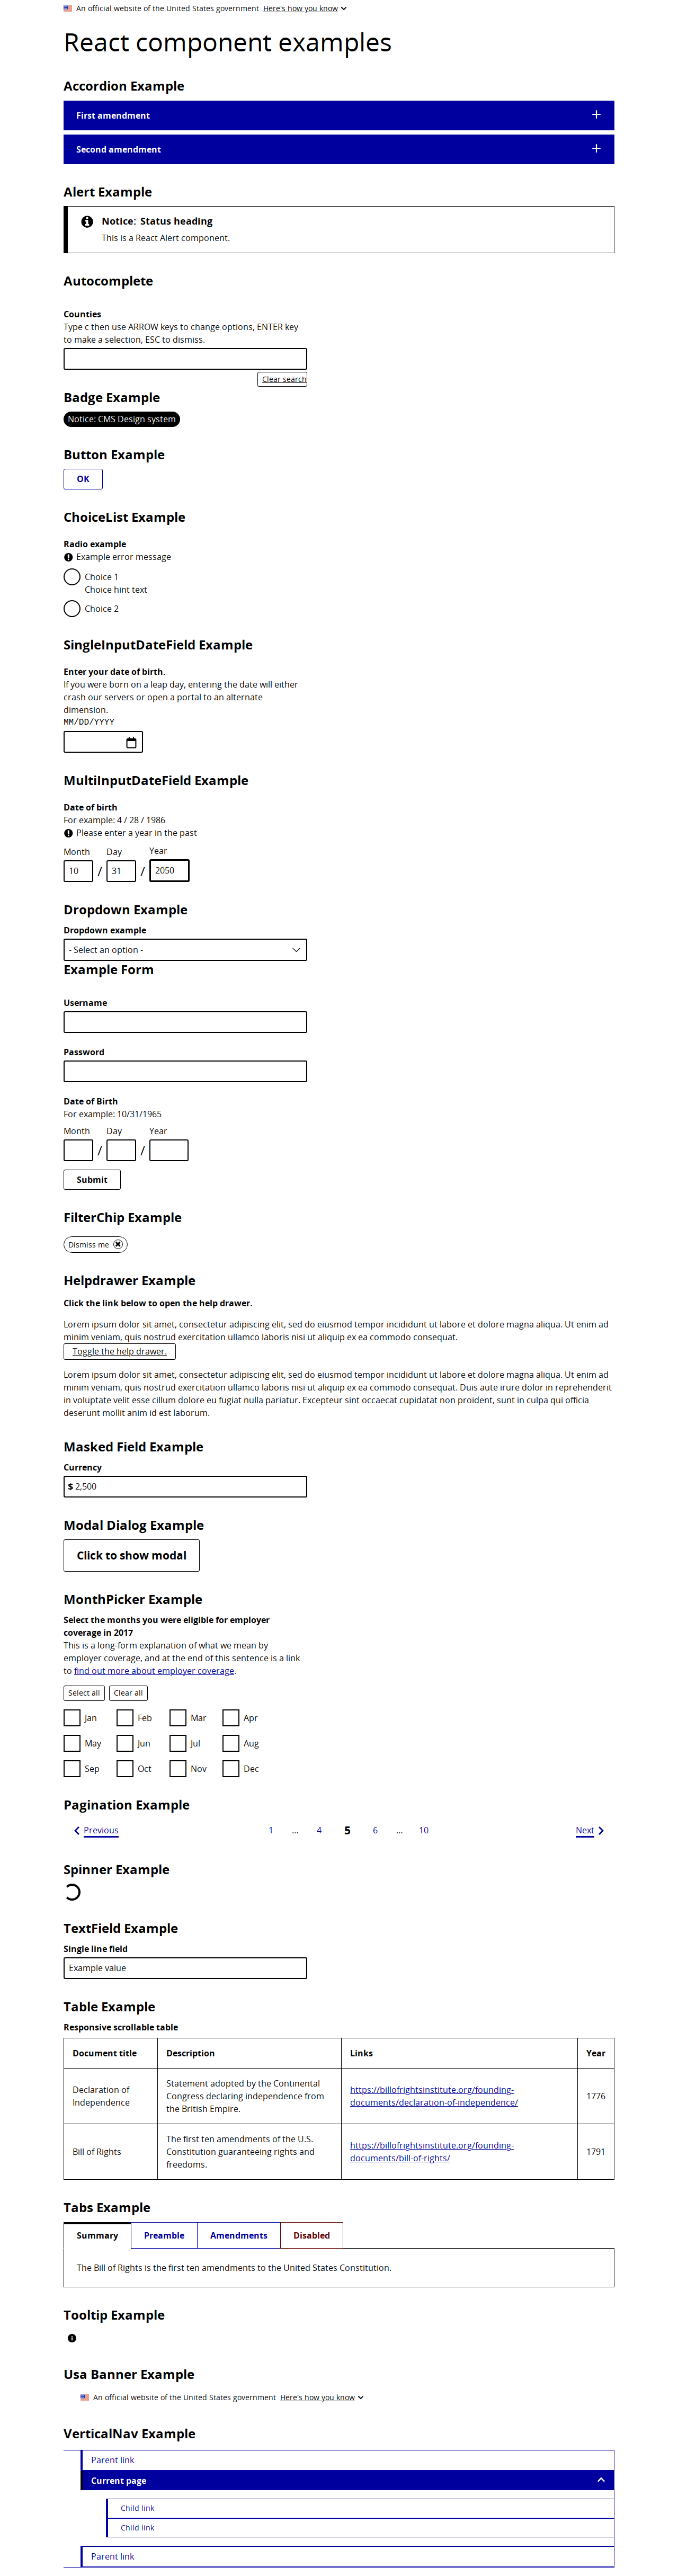 An official website of the United States government Here's how you know
React component examples
Accordion Example
First amendment
Second amendment
Alert Example
Notice: Status heading
This is a React Alert component.
Autocomplete
Counties
Type c then use ARROW keys to change options, ENTER key
to make a selection, ESC to dismiss.
Clear search
Badge Example
Notice: CMS Design system
Button Example
OK
ChoiceList Example
Radio example
Example error message
Choice 1
Choice hint text
Choice 2
SingleInputDateField Example
Enter your date of birth.
If you were born on a leap day, entering the date will either
crash our servers or open a portal to an alternate
dimension.
MM/DD/YYYY
MultiInputDateField Example
Date of birth
For example: 4 / 28 / 1986
Please enter a year in the past
Month Day Year
10 / 31 / 2050
Dropdown Example
Dropdown example
- Select an option -
Example Form
Username
Password
Date of Birth
For example: 10/31/1965
Month Day Year
/ /
Submit
FilterChip Example
Dismiss me
Helpdrawer Example
Click the link below to open the help drawer.
Lorem ipsum dolor sit amet, consectetur adipiscing elit, sed do eiusmod tempor incididunt ut labore et dolore magna aliqua. Ut enim ad
minim veniam, quis nostrud exercitation ullamco laboris nisi ut aliquip ex ea commodo consequat.
Toggle the help drawer.
Lorem ipsum dolor sit amet, consectetur adipiscing elit, sed do eiusmod tempor incididunt ut labore et dolore magna aliqua. Ut enim ad
minim veniam, quis nostrud exercitation ullamco laboris nisi ut aliquip ex ea commodo consequat. Duis aute irure dolor in reprehenderit
in voluptate velit esse cillum dolore eu fugiat nulla pariatur. Excepteur sint occaecat cupidatat non proident, sunt in culpa qui officia
deserunt mollit anim id est laborum.
Masked Field Example
Currency
$ 2,500
Modal Dialog Example
Click to show modal
MonthPicker Example
Select the months you were eligible for employer
coverage in 2017
This is a long-form explanation of what we mean by
employer coverage, and at the end of this sentence is a link
to find out more about employer coverage.
Select all Clear all
Jan Feb Mar Apr
May Jun Jul Aug
Sep Oct Nov Dec
Pagination Example
Previous 1 ... 4 5 6 ... 10 Next
Spinner Example
TextField Example
Single line field
Example value
Table Example
Responsive scrollable table
Document title Description Links Year
Declaration of
Independence
Statement adopted by the Continental
Congress declaring independence from
the British Empire.
https://billofrightsinstitute.org/founding-
documents/declaration-of-independence/
1776
Bill of Rights
The first ten amendments of the U.S.
Constitution guaranteeing rights and
freedoms.
https://billofrightsinstitute.org/founding-
documents/bill-of-rights/
1791
Tabs Example
Summary Preamble Amendments Disabled
The Bill of Rights is the first ten amendments to the United States Constitution.
Tooltip Example
Usa Banner Example
An official website of the United States government Here's how you know
VerticalNav Example
Parent link
Current page
Child link
Child link
Parent link